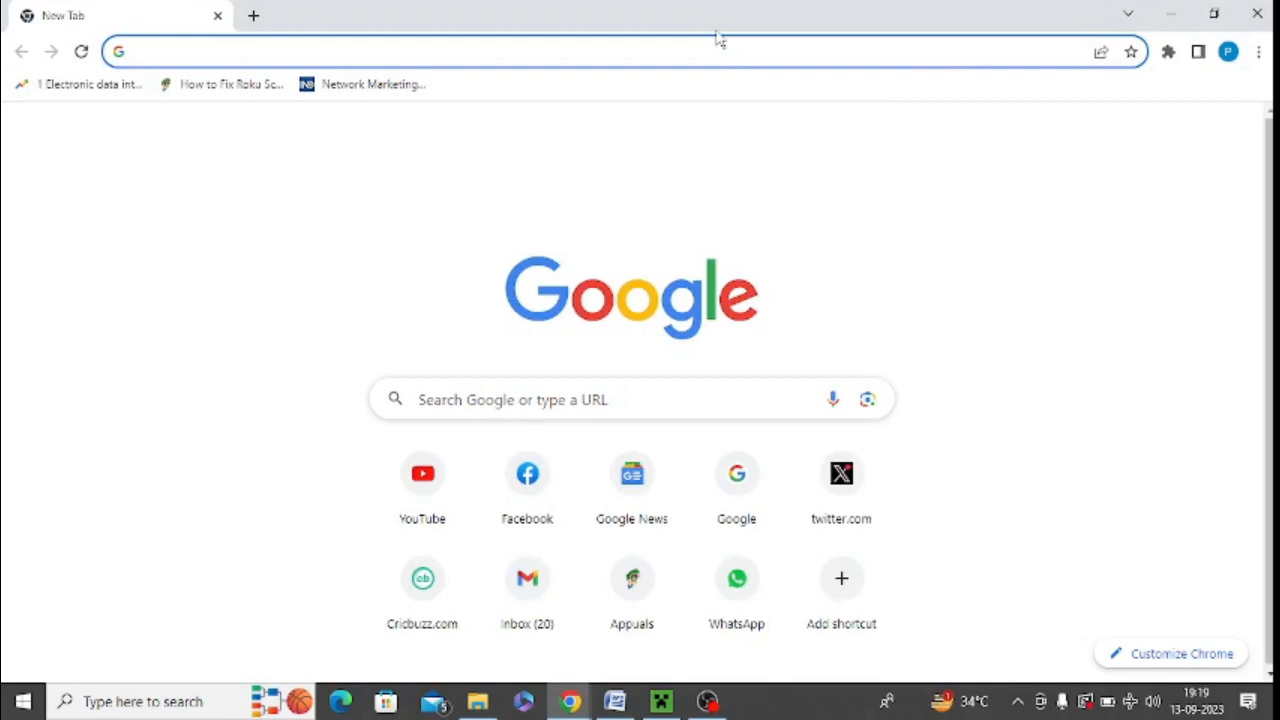 New Tab
1 Electronic data int...
How to Fix Roku Sc...
Network Marketing...
P
Google
Search Google or type a URL
YouTube
Facebook
Google News
Google
twitter.com
Cricbuzz.com
Inbox (20)
Appuals
WhatsApp
Add shortcut
Customize Chrome
Type here to search
34°C
19:19
13-09-2023